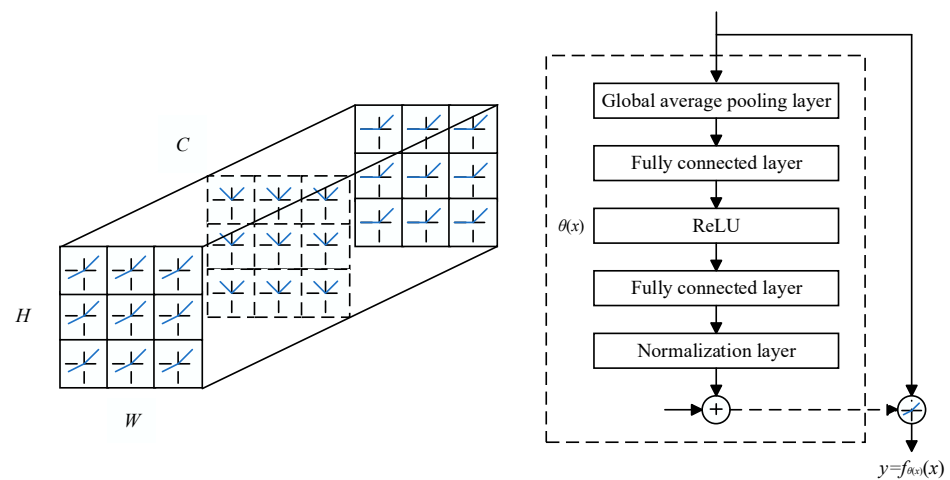 C
H
W
Global average pooling layer
Fully connected layer
θ(x)
ReLU
Fully connected layer
Normalization layer
+
y=fθ(x)(x)